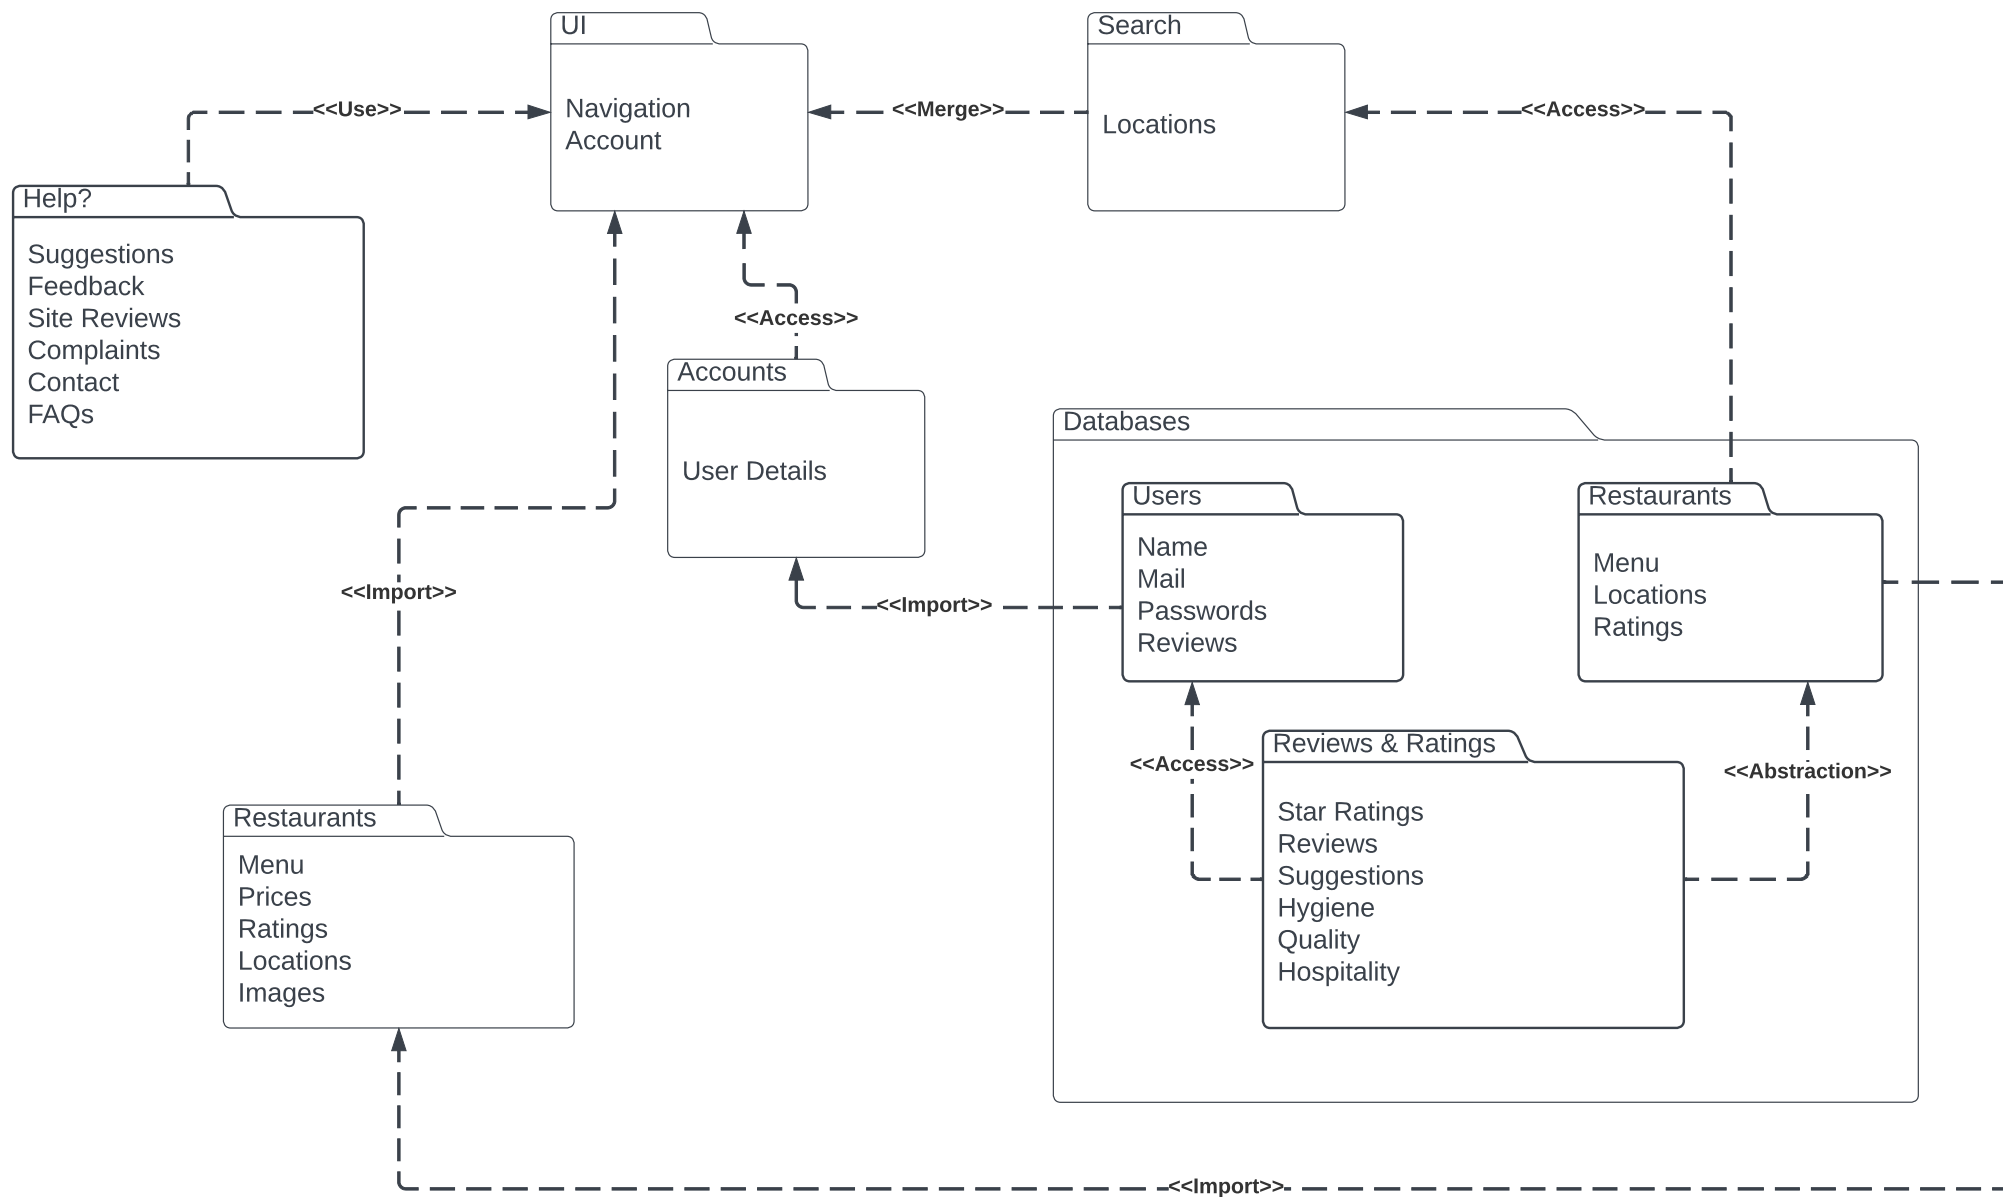 UI
Navigation
Account
Search
Locations
<<Use>>
<<Merge>>
<<Access>>
Help?
Suggestions
Feedback
Site Reviews
Complaints
Contact
FAQs
<<Access>>
Accounts
User Details
Databases
Users
Name
Mail
Passwords
Reviews
Restaurants
Menu
Locations
Ratings
<<Import>>
<<Import>>
<<Access>>
<<Abstraction>>
Reviews & Ratings
Star Ratings
Reviews
Suggestions
Hygiene
Quality
Hospitality
Restaurants
Menu
Prices
Ratings
Locations
Images
<<Import>>